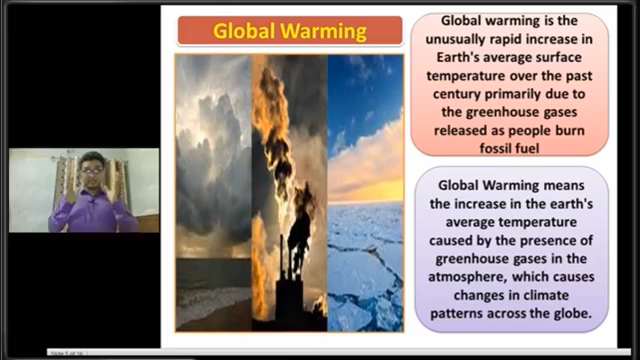 Global Warming
Global warming is the
unusually rapid increase in
Earth's average surface
temperature over the past
century primarily due to
the greenhouse gases
released as people burn
fossil fuel
Global Warming means
the increase in the earth's
average temperature
caused by the presence of
greenhouse gases in the
atmosphere, which causes
changes in climate
patterns across the globe.